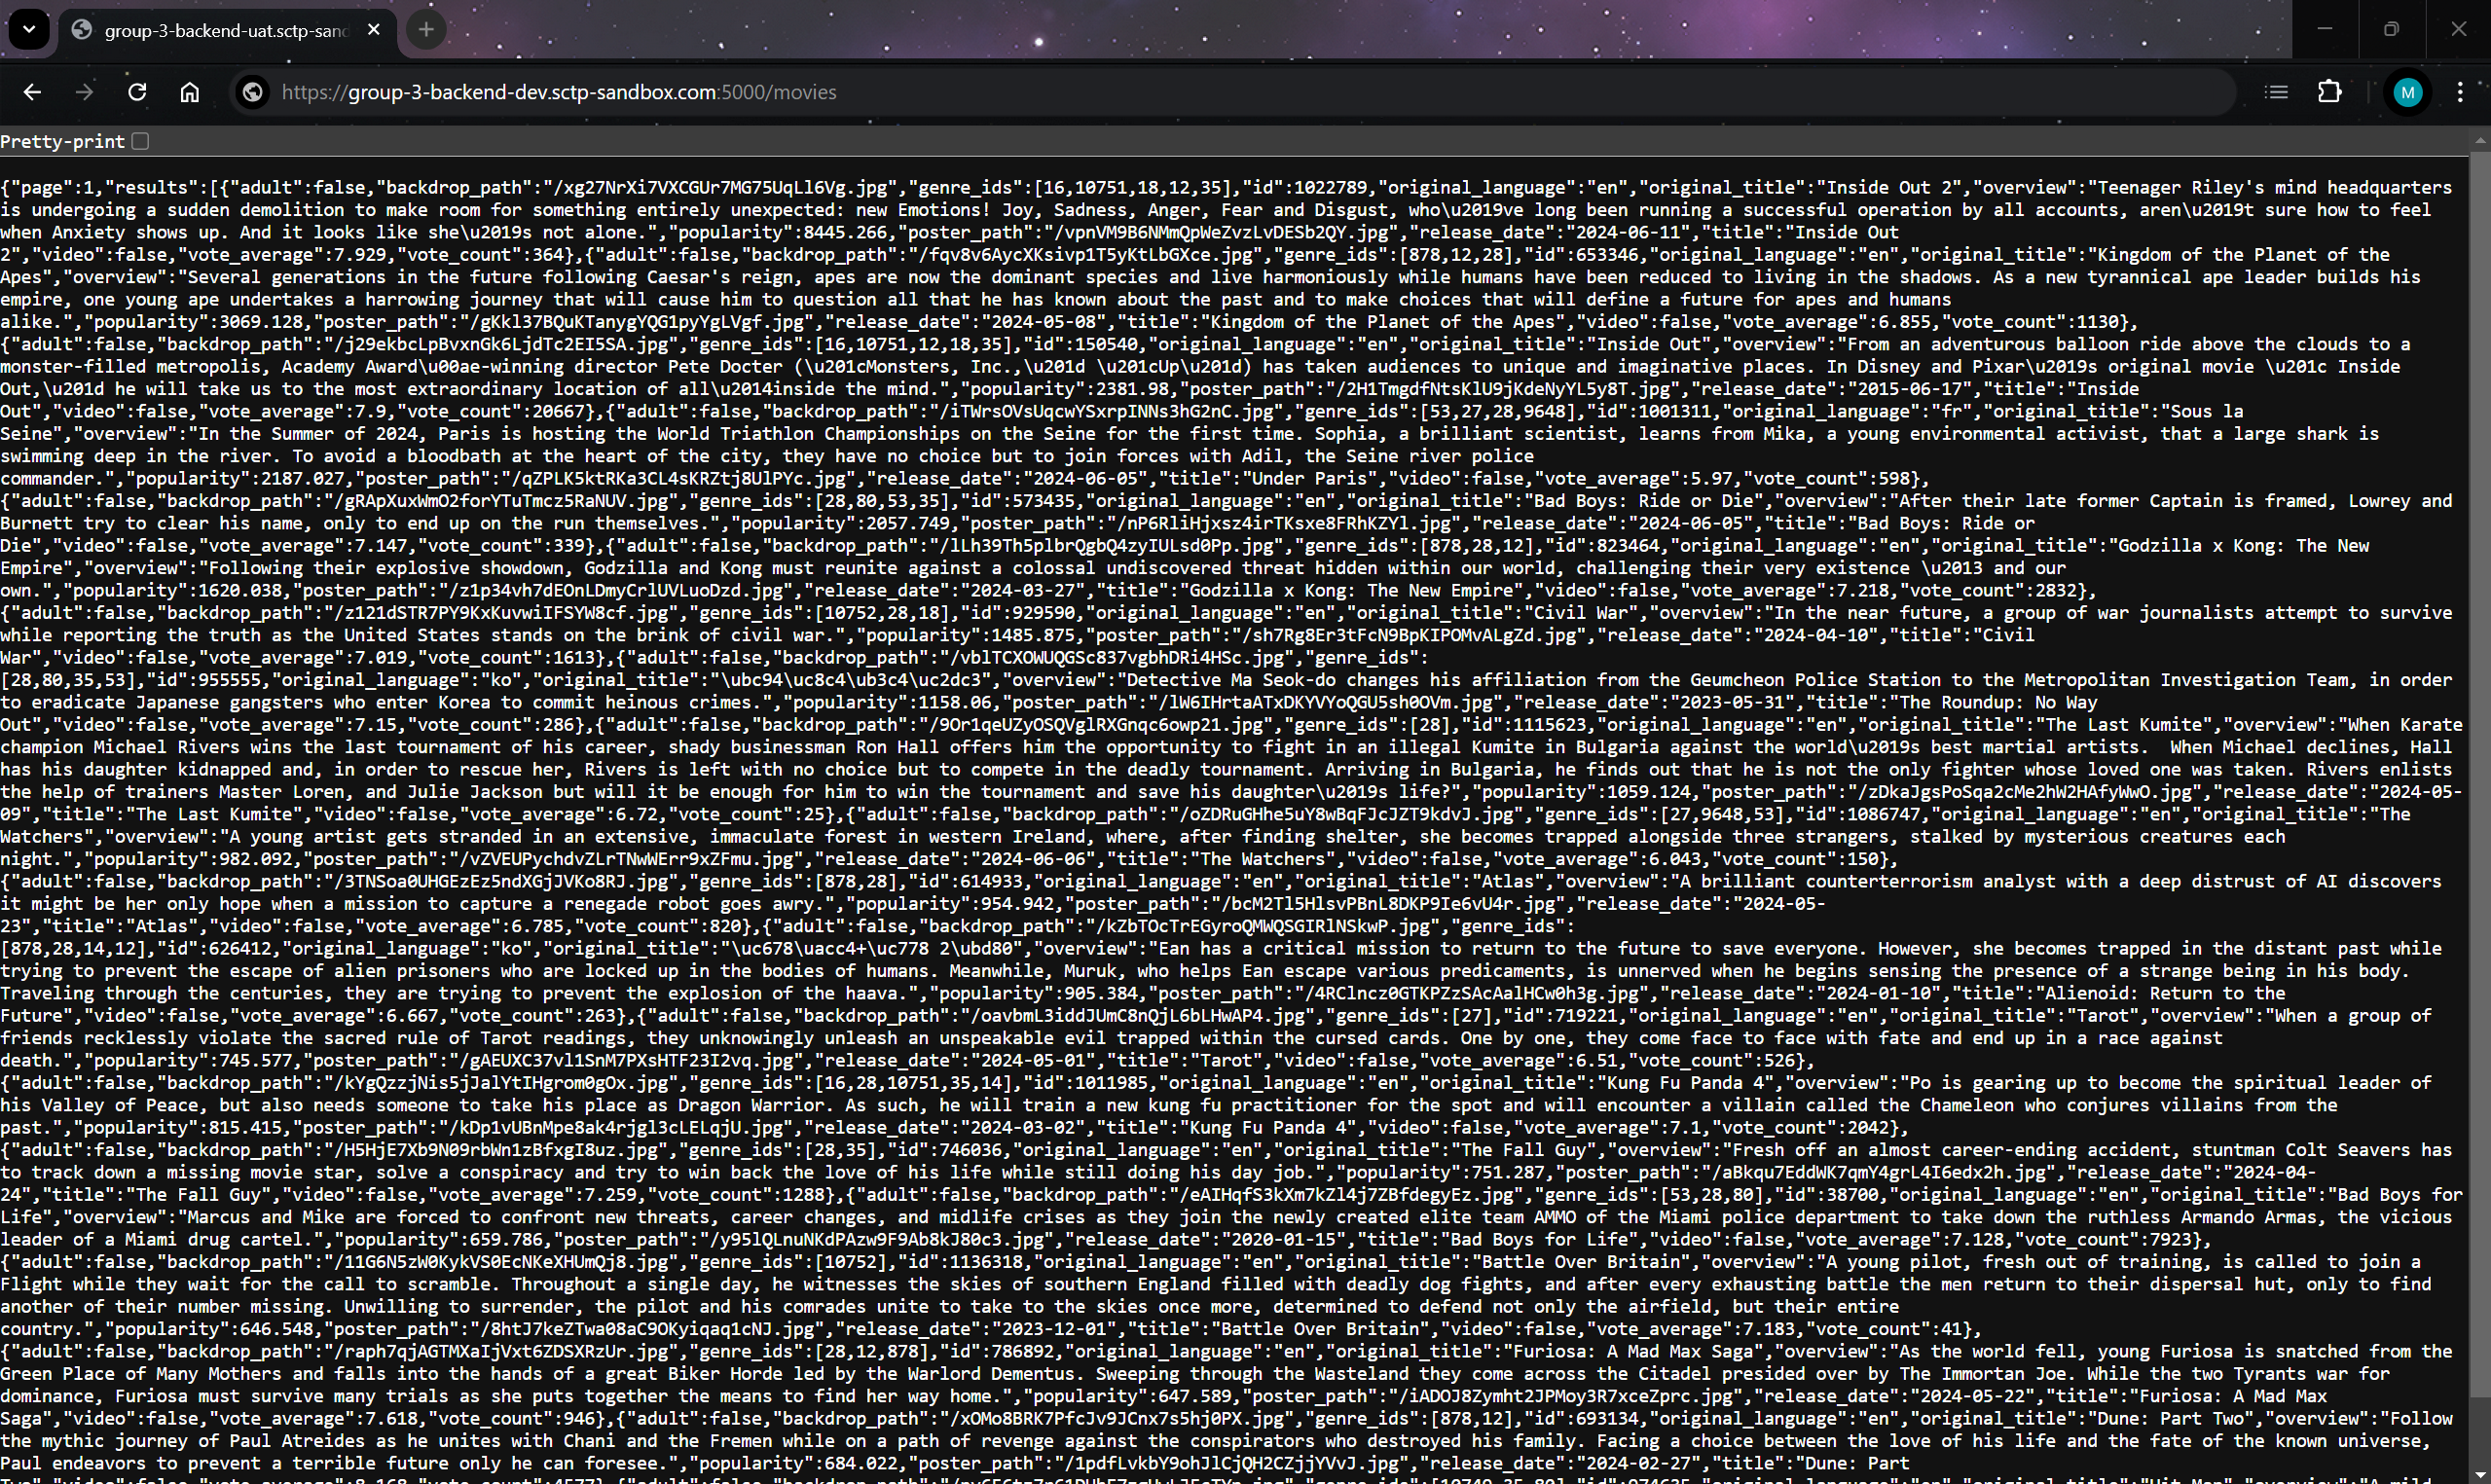 group-3-backend-uat.sctp-sand
https://group-3-backend-dev.sctp-sandbox.com:5000/movies
M
Pretty-print
{"page":1,"results":[{"adult":false,"backdrop_path":"/xg27NrXi7VXCGUr7MG75UqLl6Vg.jpg","genre_ids":[16,10751,18,12,35],"id":1022789,"original_language":"en","original_title":"Inside Out 2","overview":"Teenager Riley's mind headquarters
is undergoing a sudden demolition to make room for something entirely unexpected: new Emotions! Joy, Sadness, Anger, Fear and Disgust, who\u2019ve long been running a successful operation by all accounts, aren\u2019t sure how to feel
when Anxiety shows up. And it looks like she\u2019s not alone.","popularity":8445.266,"poster_path":"/vpnVM9B6NMmQpWeZvzLvDESb2QY.jpg","release_date":"2024-06-11","title":"Inside Out
2","video":false,"vote_average":7.929,"vote_count":364},{"adult":false,"backdrop_path":"/fqv8v6AycXKsivp1T5yKtLbGXce.jpg","genre_ids":[878,12,28],"id":653346,"original_language":"en","original_title":"Kingdom of the Planet of the
Apes","overview":"Several generations in the future following Caesar's reign, apes are now the dominant species and live harmoniously while humans have been reduced to living in the shadows. As a new tyrannical ape leader builds his
empire, one young ape undertakes a harrowing journey that will cause him to question all that he has known about the past and to make choices that will define a future for apes and humans
alike.","popularity":3069.128,"poster_path":"/gKkl37BQuKTanygYQG1pyYgLVgf.jpg","release_date":"2024-05-08","title":"Kingdom of the Planet of the Apes","video":false,"vote_average":6.855,"vote_count":1130},
{"adult":false,"backdrop_path":"/j29ekbcLpBvxnGk6LjdTc2EI5SA.jpg","genre_ids":[16,10751,12,18,35],"id":150540,"original_language":"en","original_title":"Inside Out","overview":"From an adventurous balloon ride above the clouds to a
monster-filled metropolis, Academy Award\u00ae-winning director Pete Docter (\u201cMonsters, Inc.,\u201d \u201cUp\u201d) has taken audiences to unique and imaginative places. In Disney and Pixar\u2019s original movie \u201c Inside
Out,\u201d he will take us to the most extraordinary location of all\u2014inside the mind.","popularity":2381.98,"poster_path":"/2H1TmgdfNtsKlU9jKdeNyYL5y8T.jpg","release_date":"2015-06-17","title":"Inside
Out","video":false,"vote_average":7.9,"vote_count":20667},{"adult":false,"backdrop_path":"/iTWrsOVsUqcwYSxrpINNs3hG2nC.jpg","genre_ids":[53,27,28,9648],"id":1001311,"original_language":"fr","original_title":"Sous la
Seine","overview":"In the Summer of 2024, Paris is hosting the World Triathlon Championships on the Seine for the first time. Sophia, a brilliant scientist, learns from Mika, a young environmental activist, that a large shark is
swimming deep in the river. To avoid a bloodbath at the heart of the city, they have no choice but to join forces with Adil, the Seine river police
commander.","popularity":2187.027,"poster_path":"/qZPLK5ktRKa3CL4sKRZtj8UlPYc.jpg","release_date":"2024-06-05","title":"Under Paris","video":false,"vote_average":5.97,"vote_count":598},
{"adult":false,"backdrop_path":"/gRApXuxWmO2forYTuTmcz5RaNUV.jpg","genre_ids":[28,80,53,35],"id":573435,"original_language":"en","original_title":"Bad Boys: Ride or Die","overview":"After their late former Captain is framed, Lowrey and
Burnett try to clear his name, only to end up on the run themselves.","popularity":2057.749,"poster_path":"/nP6RliHjxsz4irTKsxe8FRhKZYl.jpg","release_date":"2024-06-05","title":"Bad Boys: Ride or
Die","video":false,"vote_average":7.147,"vote_count":339},{"adult":false,"backdrop_path":"/lLh39Th5plbrQgbQ4zyIULsd0Pp.jpg","genre_ids":[878,28,12],"id":823464,"original_language":"en","original_title":"Godzilla x Kong: The New
Empire","overview":"Following their explosive showdown, Godzilla and Kong must reunite against a colossal undiscovered threat hidden within our world, challenging their very existence \u2013 and our
own.","popularity":1620.038,"poster_path":"/z1p34vh7dEOnLDmyCrlUVLuoDzd.jpg","release_date":"2024-03-27","title":"Godzilla x Kong: The New Empire","video":false,"vote_average":7.218,"vote_count":2832},
{"adult":false,"backdrop_path":"/z121dSTR7PY9KxKuvwiIFSYW8cf.jpg","genre_ids":[10752,28,18],"id":929590,"original_language":"en","original_title":"Civil War","overview":"In the near future, a group of war journalists attempt to survive
while reporting the truth as the United States stands on the brink of civil war.","popularity":1485.875,"poster_path":"/sh7Rg8Er3tFcN9BpKIPOMvALgZd.jpg","release_date":"2024-04-10","title":"Civil
War","video":false,"vote_average":7.019,"vote_count":1613},{"adult":false,"backdrop_path":"/vblTCXOWUQGSc837vgbhDRi4HSc.jpg","genre_ids":
[28,80,35,53],"id":955555,"original_language":"ko","original_title":"\ubc94\uc8c4\ub3c4\uc2dc3","overview":"Detective Ma Seok-do changes his affiliation from the Geumcheon Police Station to the Metropolitan Investigation Team, in order
to eradicate Japanese gangsters who enter Korea to commit heinous crimes.","popularity":1158.06,"poster_path":"/lW6IHrtaATxDKYVYoQGU5sh0OVm.jpg","release_date":"2023-05-31","title":"The Roundup: No Way
Out","video":false,"vote_average":7.15,"vote_count":286},{"adult":false,"backdrop_path":"/9Or1qeUZyOSQVglRXGnqc6owp21.jpg","genre_ids":[28],"id":1115623,"original_language":"en","original_title":"The Last Kumite","overview":"When Karate
champion Michael Rivers wins the last tournament of his career, shady businessman Ron Hall offers him the opportunity to fight in an illegal Kumite in Bulgaria against the world\u2019s best martial artists.  When Michael declines, Hall
has his daughter kidnapped and, in order to rescue her, Rivers is left with no choice but to compete in the deadly tournament. Arriving in Bulgaria, he finds out that he is not the only fighter whose loved one was taken. Rivers enlists
the help of trainers Master Loren, and Julie Jackson but will it be enough for him to win the tournament and save his daughter\u2019s life?","popularity":1059.124,"poster_path":"/zDkaJgsPoSqa2cMe2hW2HAfyWwO.jpg","release_date":"2024-05-
09","title":"The Last Kumite","video":false,"vote_average":6.72,"vote_count":25},{"adult":false,"backdrop_path":"/oZDRuGHhe5uY8wBqFJcJZT9kdvJ.jpg","genre_ids":[27,9648,53],"id":1086747,"original_language":"en","original_title":"The
Watchers","overview":"A young artist gets stranded in an extensive, immaculate forest in western Ireland, where, after finding shelter, she becomes trapped alongside three strangers, stalked by mysterious creatures each
night.","popularity":982.092,"poster_path":"/vZVEUPychdvZLrTNwWErr9xZFmu.jpg","release_date":"2024-06-06","title":"The Watchers","video":false,"vote_average":6.043,"vote_count":150},
{"adult":false,"backdrop_path":"/3TNSoa0UHGEzEz5ndXGjJVKo8RJ.jpg","genre_ids":[878,28],"id":614933,"original_language":"en","original_title":"Atlas","overview":"A brilliant counterterrorism analyst with a deep distrust of AI discovers
it might be her only hope when a mission to capture a renegade robot goes awry.","popularity":954.942,"poster_path":"/bcM2Tl5HlsvPBnL8DKP9Ie6vU4r.jpg","release_date":"2024-05-
23","title":"Atlas","video":false,"vote_average":6.785,"vote_count":820},{"adult":false,"backdrop_path":"/kZbTOcTrEGyroQMWQSGIRlNSkwP.jpg","genre_ids":
[878,28,14,12],"id":626412,"original_language":"ko","original_title":"\uc678\uacc4+\uc778 2\ubd80","overview":"Ean has a critical mission to return to the future to save everyone. However, she becomes trapped in the distant past while
trying to prevent the escape of alien prisoners who are locked up in the bodies of humans. Meanwhile, Muruk, who helps Ean escape various predicaments, is unnerved when he begins sensing the presence of a strange being in his body.
Traveling through the centuries, they are trying to prevent the explosion of the haava.","popularity":905.384,"poster_path":"/4RClncz0GTKPZzSAcAalHCw0h3g.jpg","release_date":"2024-01-10","title":"Alienoid: Return to the
Future","video":false,"vote_average":6.667,"vote_count":263},{"adult":false,"backdrop_path":"/oavbmL3iddJUmC8nQjL6bLHwAP4.jpg","genre_ids":[27],"id":719221,"original_language":"en","original_title":"Tarot","overview":"When a group of
friends recklessly violate the sacred rule of Tarot readings, they unknowingly unleash an unspeakable evil trapped within the cursed cards. One by one, they come face to face with fate and end up in a race against
death.","popularity":745.577,"poster_path":"/gAEUXC37vl1SnM7PXsHTF23I2vq.jpg","release_date":"2024-05-01","title":"Tarot","video":false,"vote_average":6.51,"vote_count":526},
{"adult":false,"backdrop_path":"/kYgQzzjNis5jJalYtIHgrom0gOx.jpg","genre_ids":[16,28,10751,35,14],"id":1011985,"original_language":"en","original_title":"Kung Fu Panda 4","overview":"Po is gearing up to become the spiritual leader of
his Valley of Peace, but also needs someone to take his place as Dragon Warrior. As such, he will train a new kung fu practitioner for the spot and will encounter a villain called the Chameleon who conjures villains from the
past.","popularity":815.415,"poster_path":"/kDp1vUBnMpe8ak4rjgl3cLELqjU.jpg","release_date":"2024-03-02","title":"Kung Fu Panda 4","video":false,"vote_average":7.1,"vote_count":2042},
{"adult":false,"backdrop_path":"/H5HjE7Xb9N09rbWn1zBfxgI8uz.jpg","genre_ids":[28,35],"id":746036,"original_language":"en","original_title":"The Fall Guy","overview":"Fresh off an almost career-ending accident, stuntman Colt Seavers has
to track down a missing movie star, solve a conspiracy and try to win back the love of his life while still doing his day job.","popularity":751.287,"poster_path":"/aBkqu7EddWK7qmY4grL4I6edx2h.jpg","release_date":"2024-04-
24","title":"The Fall Guy","video":false,"vote_average":7.259,"vote_count":1288},{"adult":false,"backdrop_path":"/eAIHqfS3kXm7kZl4j7ZBfdegyEz.jpg","genre_ids":[53,28,80],"id":38700,"original_language":"en","original_title":"Bad Boys for
Life","overview":"Marcus and Mike are forced to confront new threats, career changes, and midlife crises as they join the newly created elite team AMMO of the Miami police department to take down the ruthless Armando Armas, the vicious
leader of a Miami drug cartel.","popularity":659.786,"poster_path":"/y95lQLnuNKdPAzw9F9Ab8kJ80c3.jpg","release_date":"2020-01-15","title":"Bad Boys for Life","video":false,"vote_average":7.128,"vote_count":7923},
{"adult":false,"backdrop_path":"/11G6N5zW0KykVS0EcNKeXHUmQj8.jpg","genre_ids":[10752],"id":1136318,"original_language":"en","original_title":"Battle Over Britain","overview":"A young pilot, fresh out of training, is called to join a
Flight while they wait for the call to scramble. Throughout a single day, he witnesses the skies of southern England filled with deadly dog fights, and after every exhausting battle the men return to their dispersal hut, only to find
another of their number missing. Unwilling to surrender, the pilot and his comrades unite to take to the skies once more, determined to defend not only the airfield, but their entire
country.","popularity":646.548,"poster_path":"/8htJ7keZTwa08aC9OKyiqaq1cNJ.jpg","release_date":"2023-12-01","title":"Battle Over Britain","video":false,"vote_average":7.183,"vote_count":41},
{"adult":false,"backdrop_path":"/raph7qjAGTMXaIjVxt6ZDSXRzUr.jpg","genre_ids":[28,12,878],"id":786892,"original_language":"en","original_title":"Furiosa: A Mad Max Saga","overview":"As the world fell, young Furiosa is snatched from the
Green Place of Many Mothers and falls into the hands of a great Biker Horde led by the Warlord Dementus. Sweeping through the Wasteland they come across the Citadel presided over by The Immortan Joe. While the two Tyrants war for
dominance, Furiosa must survive many trials as she puts together the means to find her way home.","popularity":647.589,"poster_path":"/iADOJ8Zymht2JPMoy3R7xceZprc.jpg","release_date":"2024-05-22","title":"Furiosa: A Mad Max
Saga","video":false,"vote_average":7.618,"vote_count":946},{"adult":false,"backdrop_path":"/xOMo8BRK7PfcJv9JCnx7s5hj0PX.jpg","genre_ids":[878,12],"id":693134,"original_language":"en","original_title":"Dune: Part Two","overview":"Follow
the mythic journey of Paul Atreides as he unites with Chani and the Fremen while on a path of revenge against the conspirators who destroyed his family. Facing a choice between the love of his life and the fate of the known universe,
Paul endeavors to prevent a terrible future only he can foresee.","popularity":684.022,"poster_path":"/1pdfLvkbY9ohJlCjQH2CZjjYVvJ.jpg","release_date":"2024-02-27","title":"Dune: Part